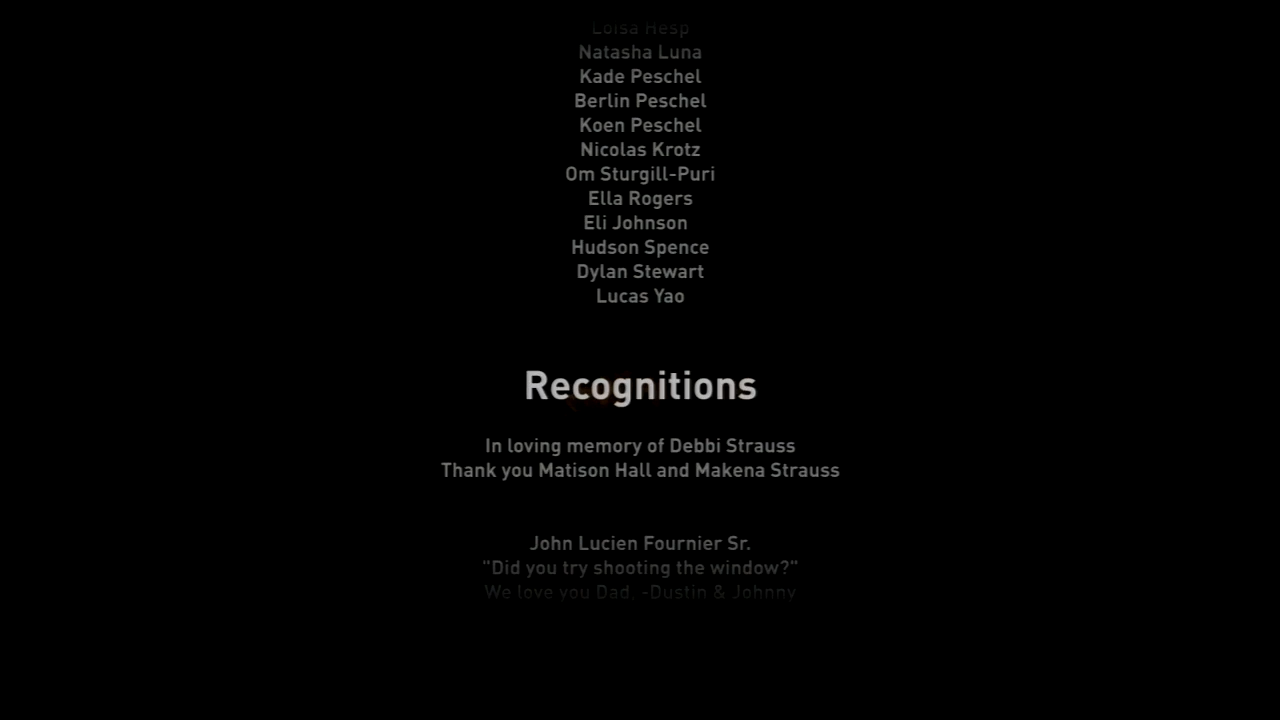 Loisa Hesp
Natasha Luna
Kade Peschel
Berlin Peschel
Koen Peschel
Nicolas Krotz
Om Sturgill-Puri
Ella Rogers
Eli Johnson
Hudson Spence
Dylan Stewart
Lucas Yao
Recognitions
In loving memory of Debbi Strauss
Thank you Matison Hall and Makena Strauss
John Lucien Fournier Sr.
"Did you try shooting the window?"
We love you Dad, -Dustin & Johnny